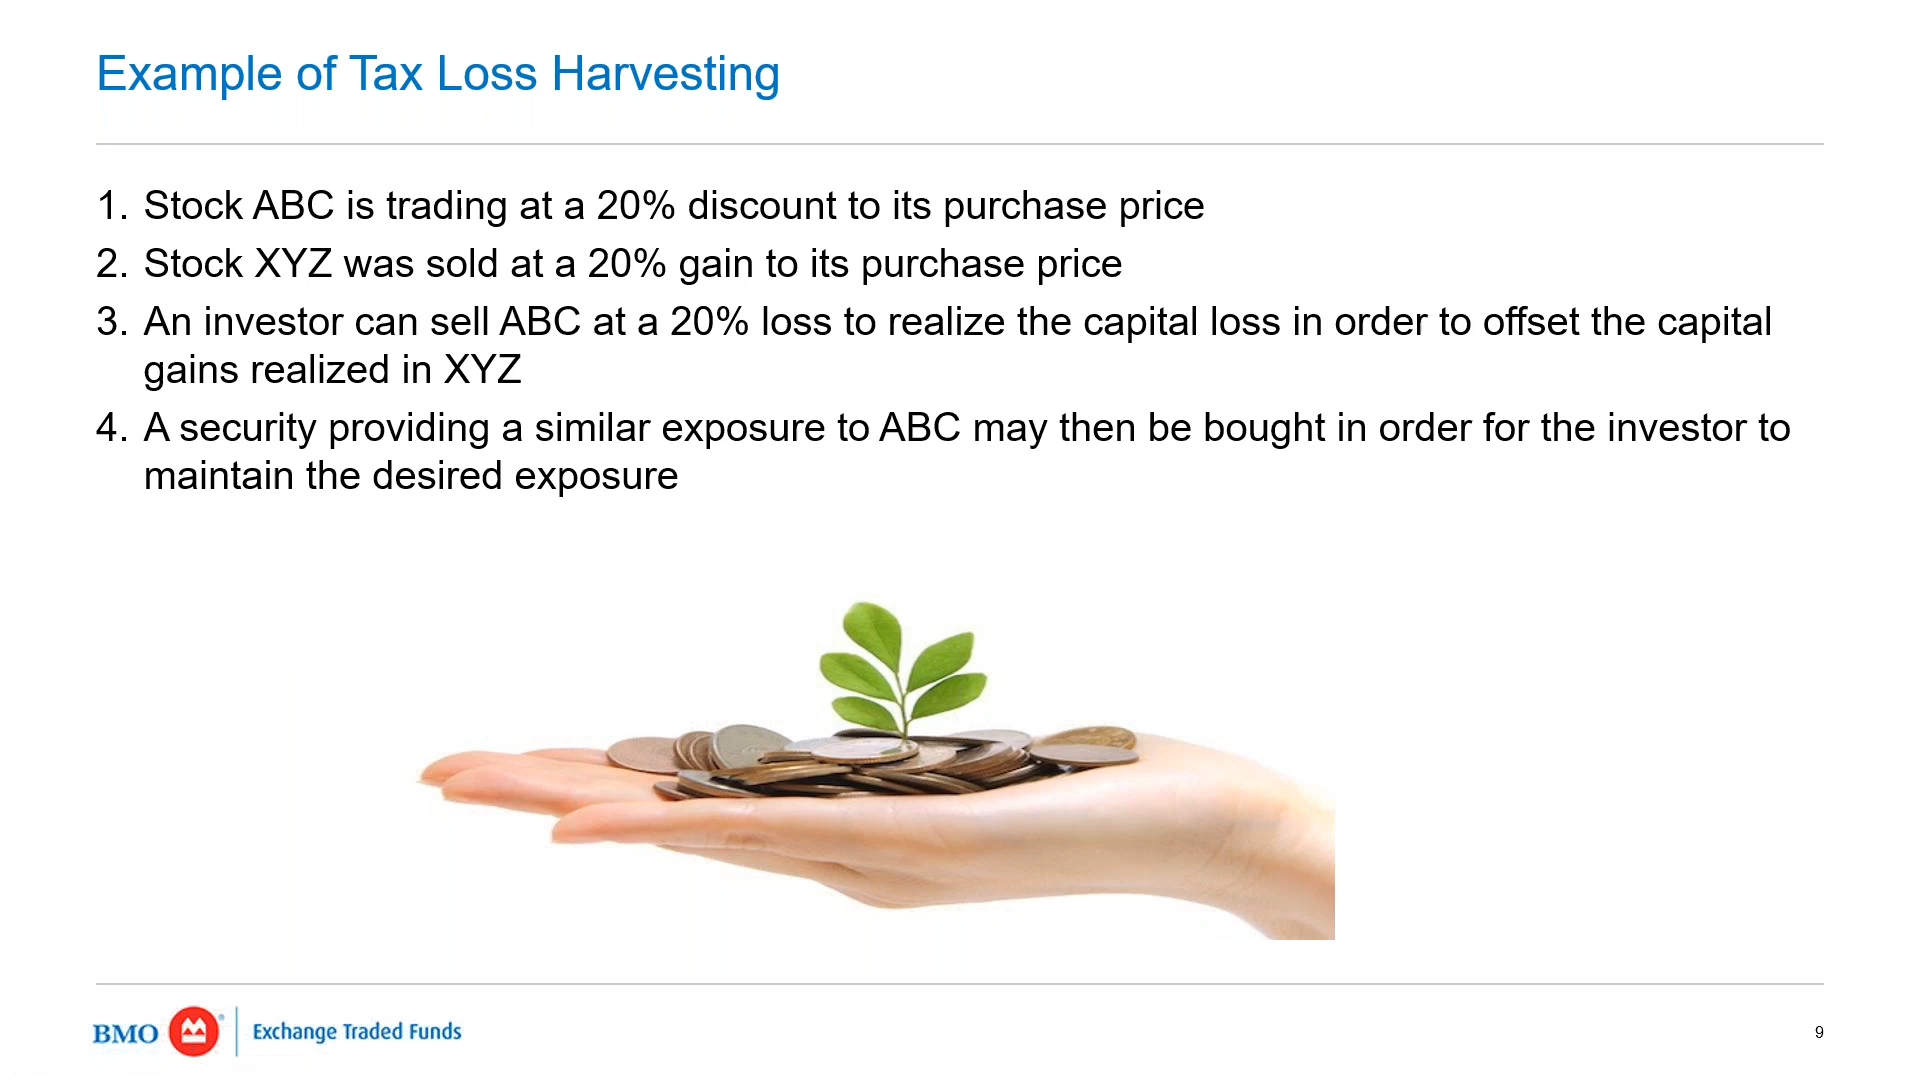 Example of Tax Loss Harvesting
1. Stock ABC is trading at a 20% discount to its purchase price
2. Stock XYZ was sold at a 20% gain to its purchase price
3. An investor can sell ABC at a 20% loss to realize the capital loss in order to offset the capital
gains realized in XYZ
4. A security providing a similar exposure to ABC may then be bought in order for the investor to
maintain the desired exposure
BMO Exchange Traded Funds
9